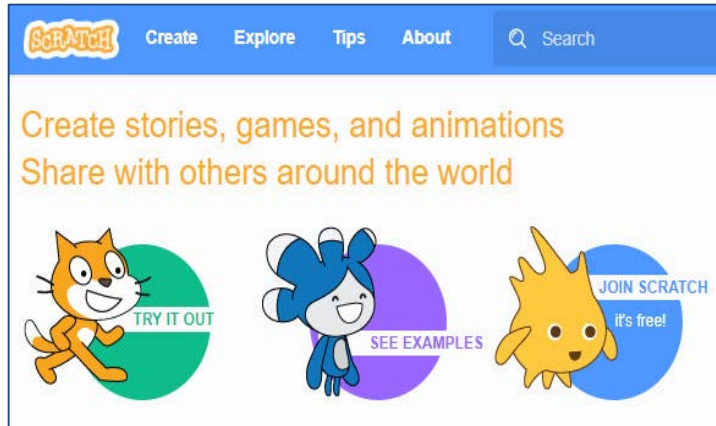 SCRATCH Create Explore Tips About Search
Create stories, games, and animations
Share with others around the world
TRY IT OUT
SEE EXAMPLES
JOIN SCRATCH
it's free!